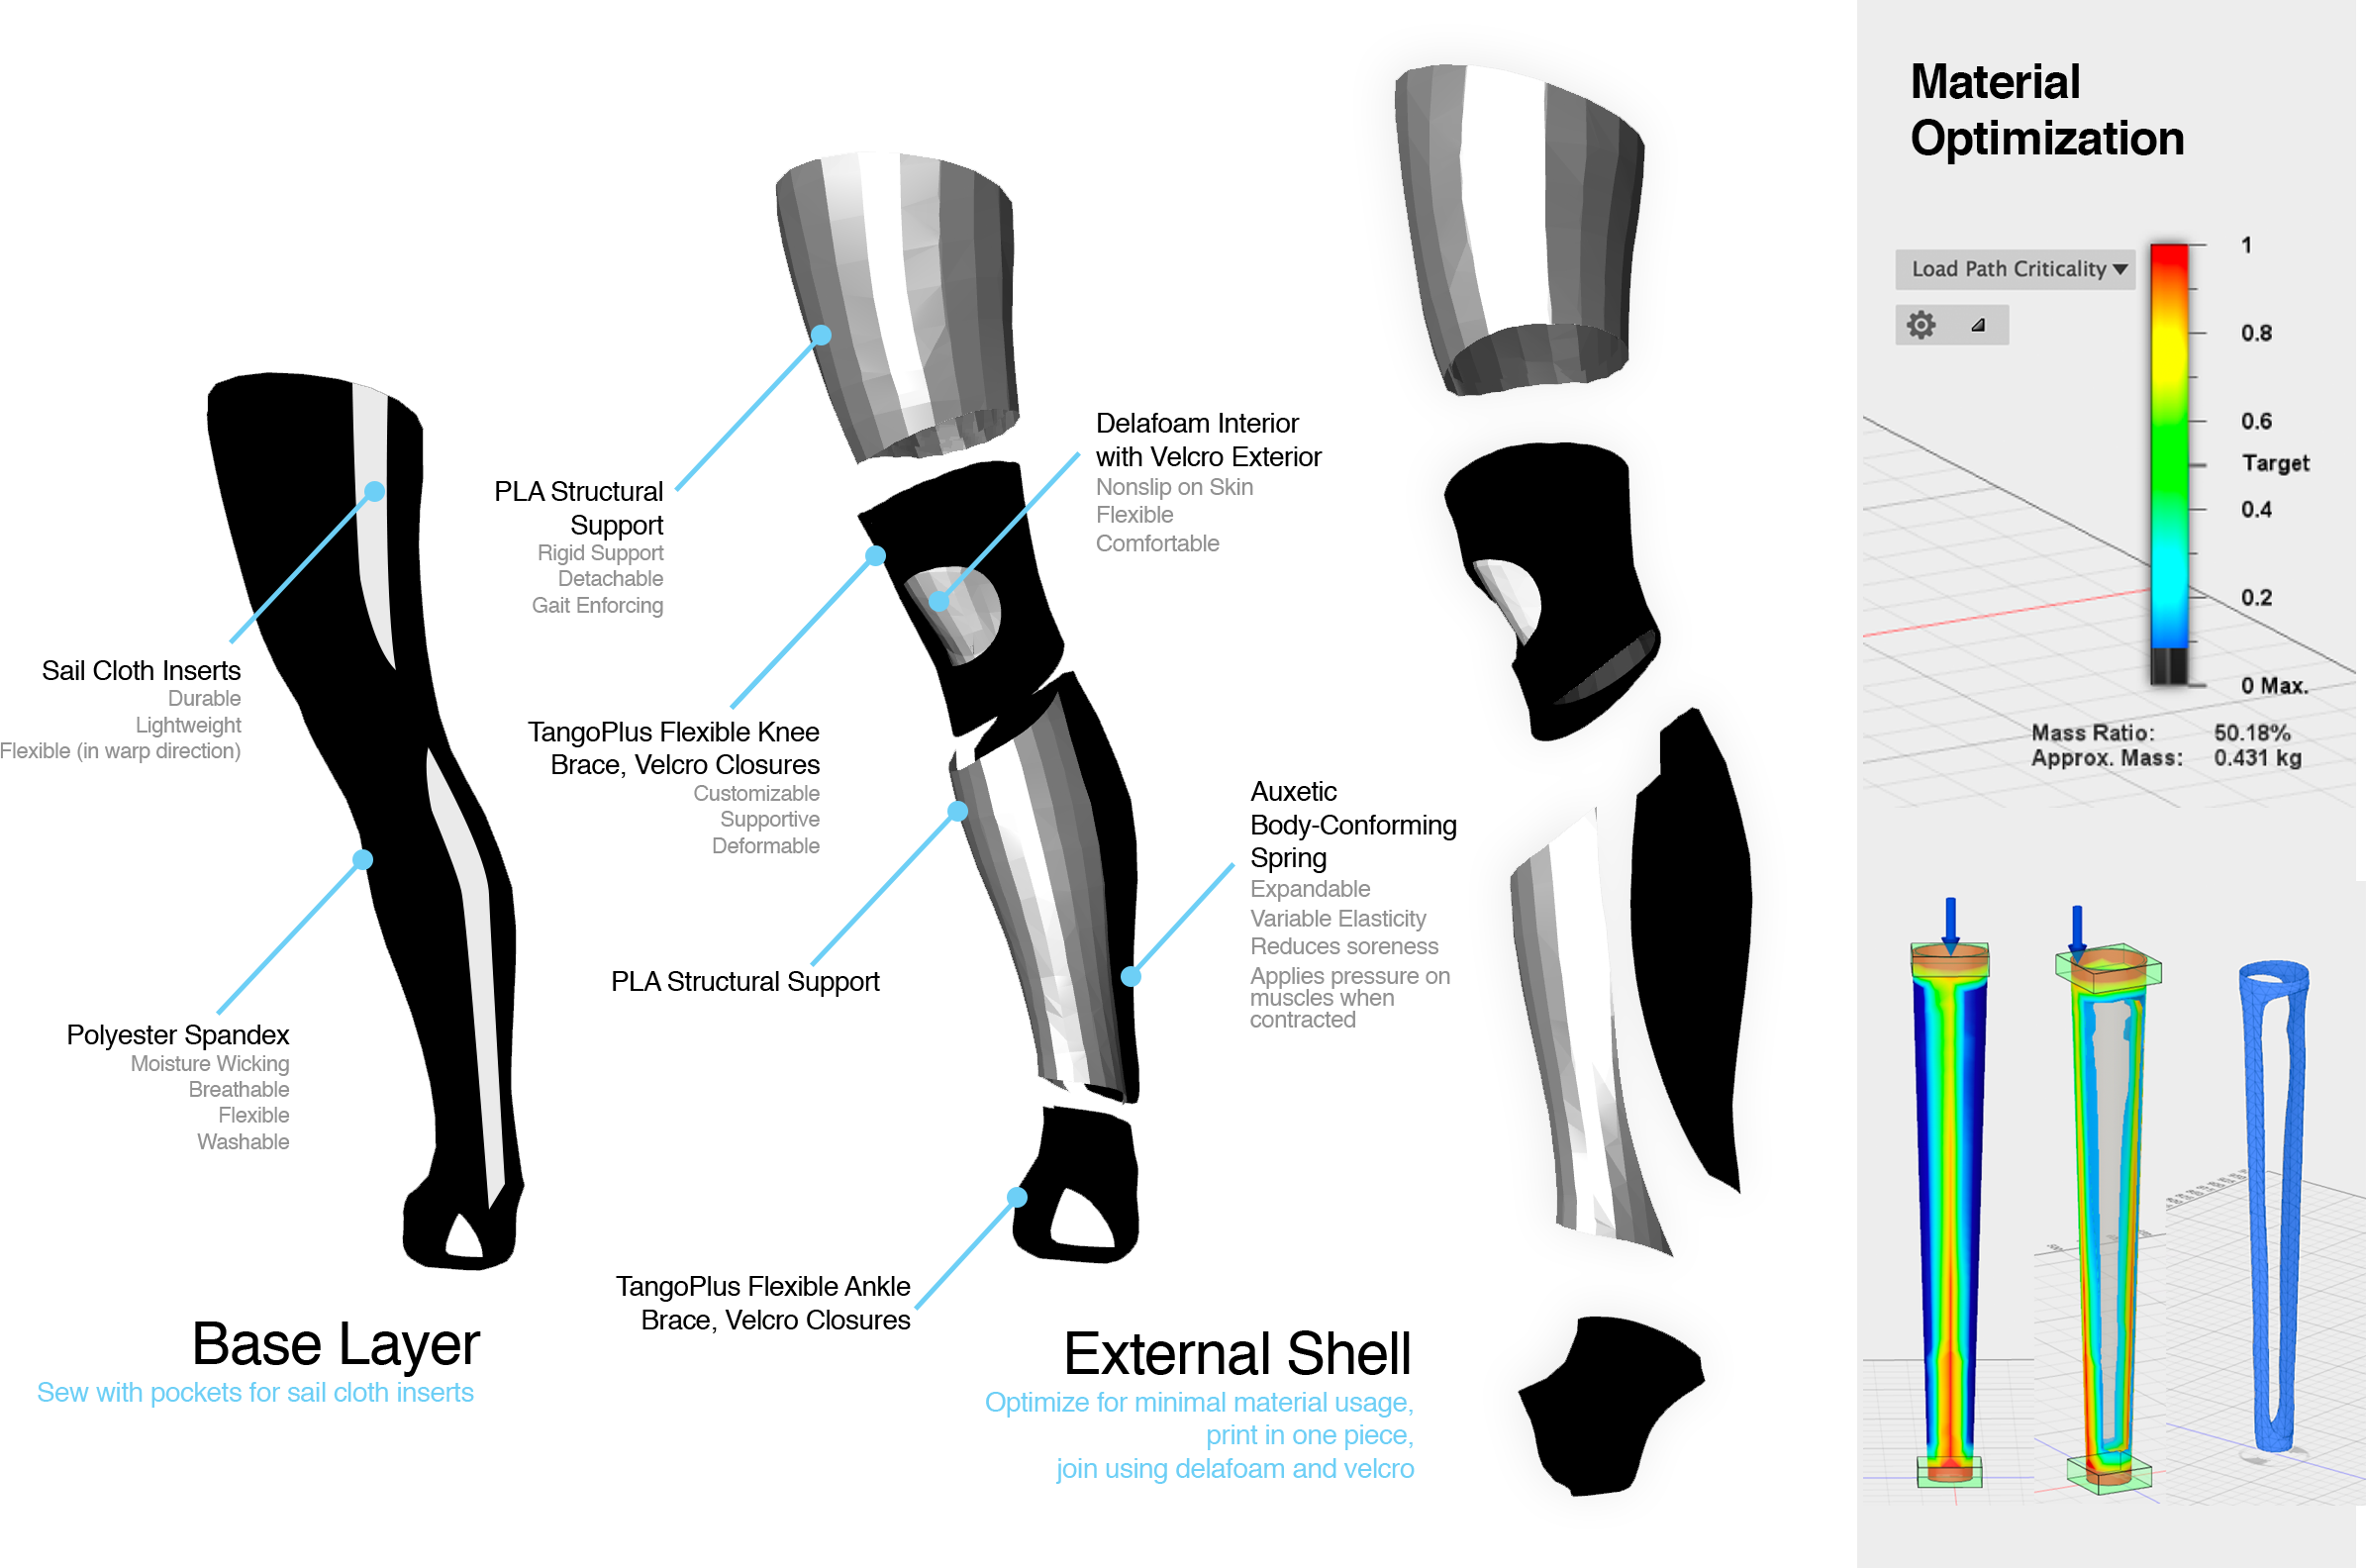 Sail Cloth Inserts
Durable
Lightweight
Flexible (in warp direction)
Polyester Spandex
Moisture Wicking
Breathable
Flexible
Washable
Base Layer
Sew with pockets for sail cloth inserts
PLA Structural
Support
Rigid Support
Detachable
Gait Enforcing
TangoPlus Flexible Knee
Brace, Velcro Closures
Customizable
Supportive
Deformable
PLA Structural Support
TangoPlus Flexible Ankle
Brace, Velcro Closures
Delafoam Interior
with Velcro Exterior
Nonslip on Skin
Flexible
Comfortable
Auxetic
Body-Conforming
Spring
Expandable
Variable Elasticity
Reduces soreness
Applies pressure on
muscles when
contracted
External Shell
Optimize for minimal material usage,
print in one piece,
join using delafoam and velcro
Material
Optimization
Load Path Criticality
1
0.8
0.6
Target
0.4
0.2
0 Max.
Mass Ratio: 50.18%
Approx. Mass: 0.431 kg